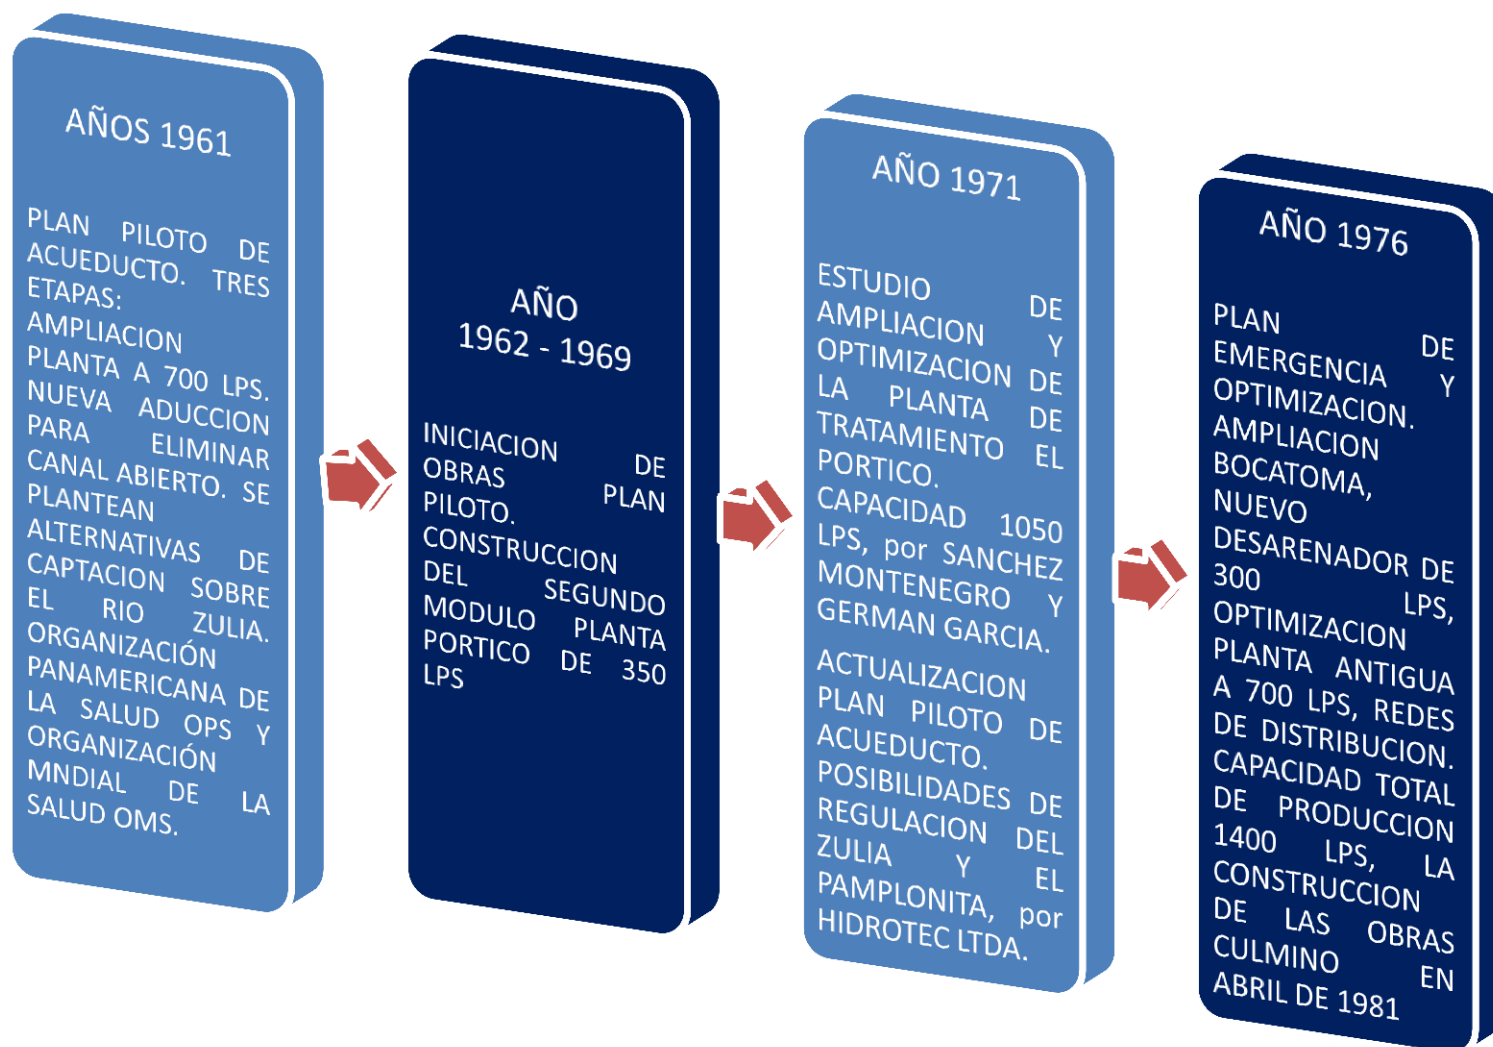 AÑOS 1961
PLAN PILOTO DE
ACUEDUCTO. TRES
ETAPAS:
AMPLIACION
PLANTA A 700 LPS.
NUEVA ADUCCION
PARA ELIMINAR
CANAL ABIERTO. SE
PLANTEAN
ALTERNATIVAS DE
CAPTACION SOBRE
EL RIO ZULIA.
ORGANIZACIÓN
PANAMERICANA DE
LA SALUD OPS Y
ORGANIZACIÓN
MNDIAL DE LA
SALUD OMS.
AÑO
1962 - 1969
INICIACION DE
OBRAS PLAN
PILOTO.
CONSTRUCCION
DEL SEGUNDO
MODULO PLANTA
PORTICO DE 350
LPS
AÑO 1971
ESTUDIO DE
AMPLIACION Y
OPTIMIZACION DE
LA PLANTA DE
TRATAMIENTO EL
PORTICO.
CAPACIDAD 1050
LPS, por SANCHEZ
MONTENEGRO Y
GERMAN GARCIA.
ACTUALIZACION
PLAN PILOTO DE
ACUEDUCTO.
POSIBILIDADES DE
REGULACION DEL
ZULIA Y EL
PAMPLONITA, por
HIDROTEC LTDA.
AÑO 1976
PLAN DE
EMERGENCIA Y
OPTIMIZACION.
AMPLIACION
BOCATOMA,
NUEVO
DESARENADOR DE
300 LPS,
OPTIMIZACION
PLANTA ANTIGUA
A 700 LPS, REDES
DE DISTRIBUCION.
CAPACIDAD TOTAL
DE PRODUCCION
1400 LPS, LA
CONSTRUCCION
DE LAS OBRAS
CULMINO EN
ABRIL DE 1981